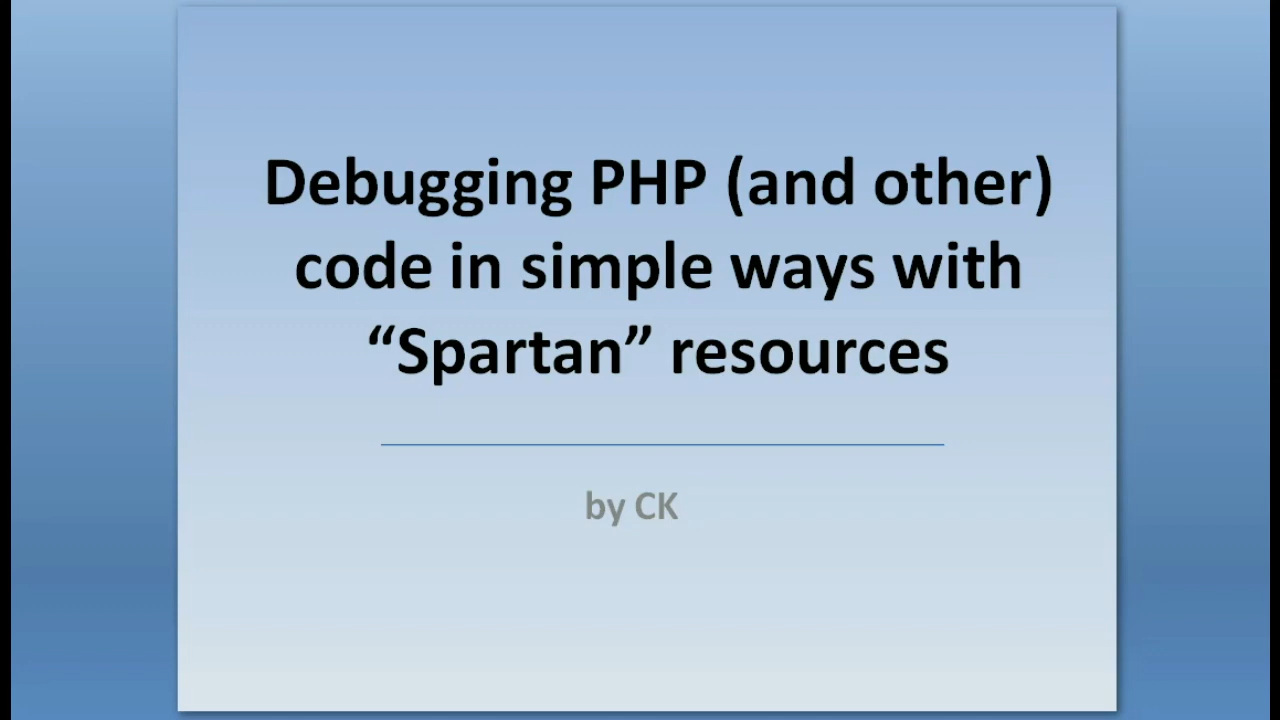 Debugging PHP (and other)
code in simple ways with
“Spartan” resources
by CK